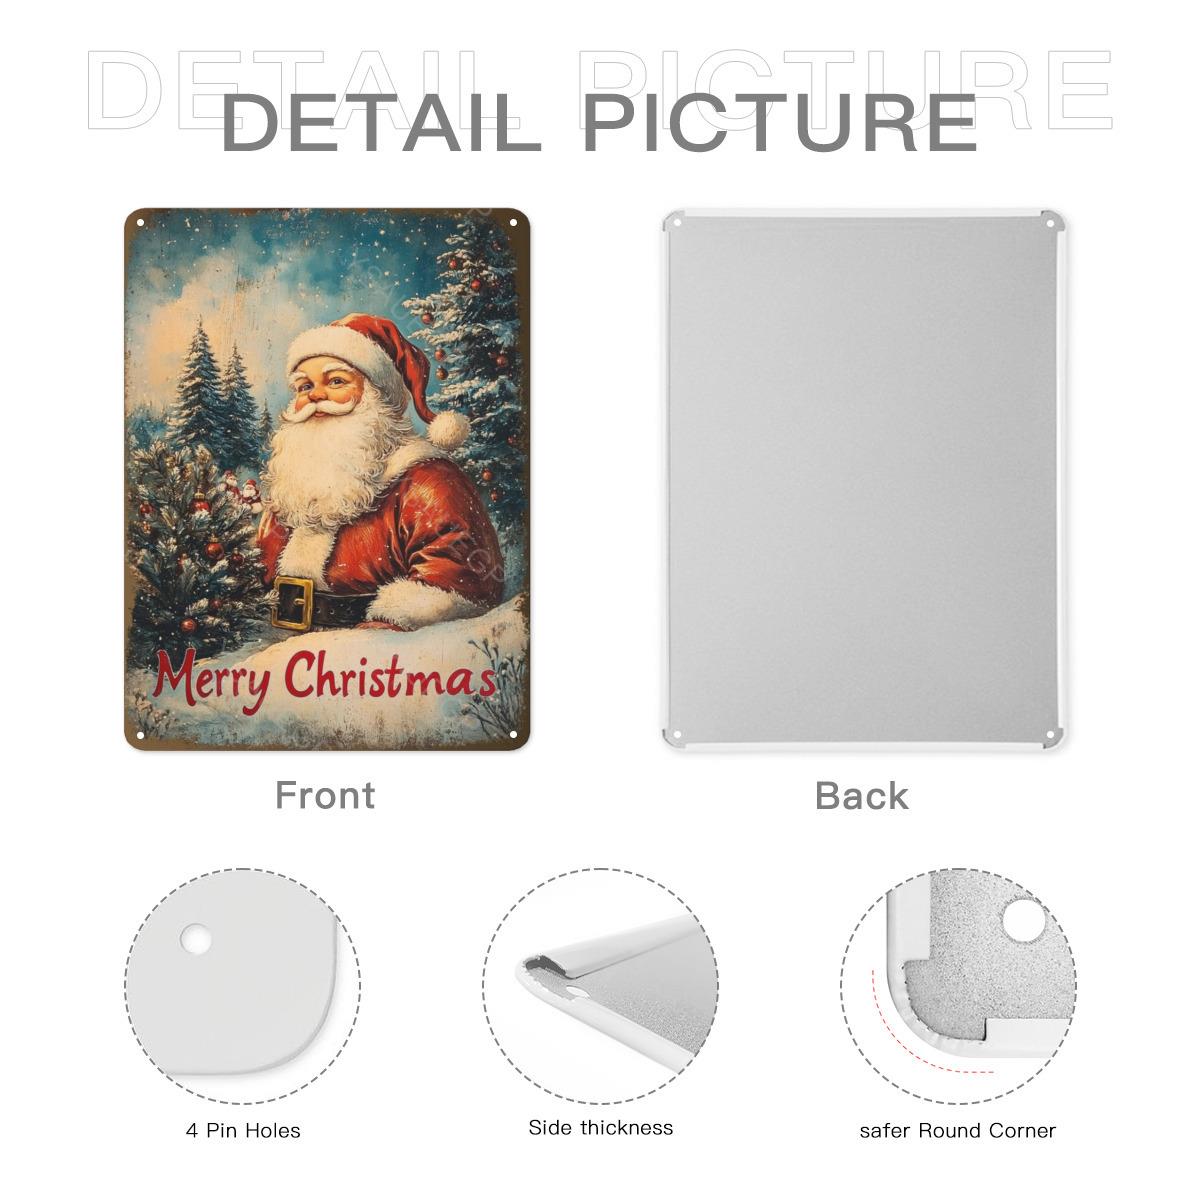 DETAIL PICTURE
DETAIL PICTURE
Merry Christmas
Front
Back
4 Pin Holes
Side thickness
safer Round Corner